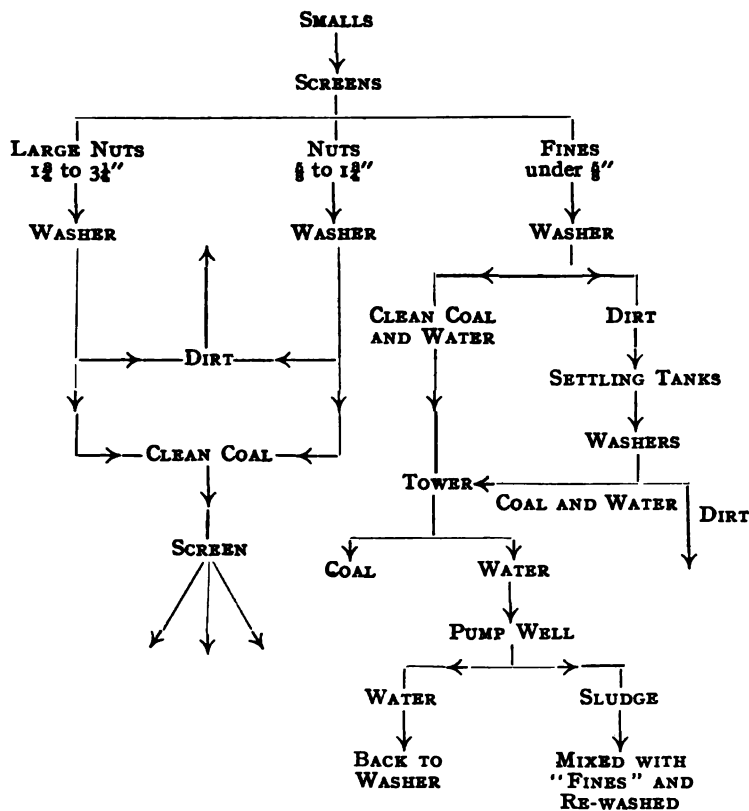 SMALLS
SCREENS
LARGE NUTS
1¾ to 3¼"
NUTS
⅝ to 1¾"
FINES
under ⅝"
WASHER
WASHER
WASHER
CLEAN COAL
AND WATER
DIRT
DIRT
SETTLING TANKS
WASHERS
CLEAN COAL
TOWER
COAL AND WATER
DIRT
SCREEN
COAL
WATER
PUMP WELL
WATER
SLUDGE
BACK TO
WASHER
MIXED WITH
"FINES" AND
RE-WASHED